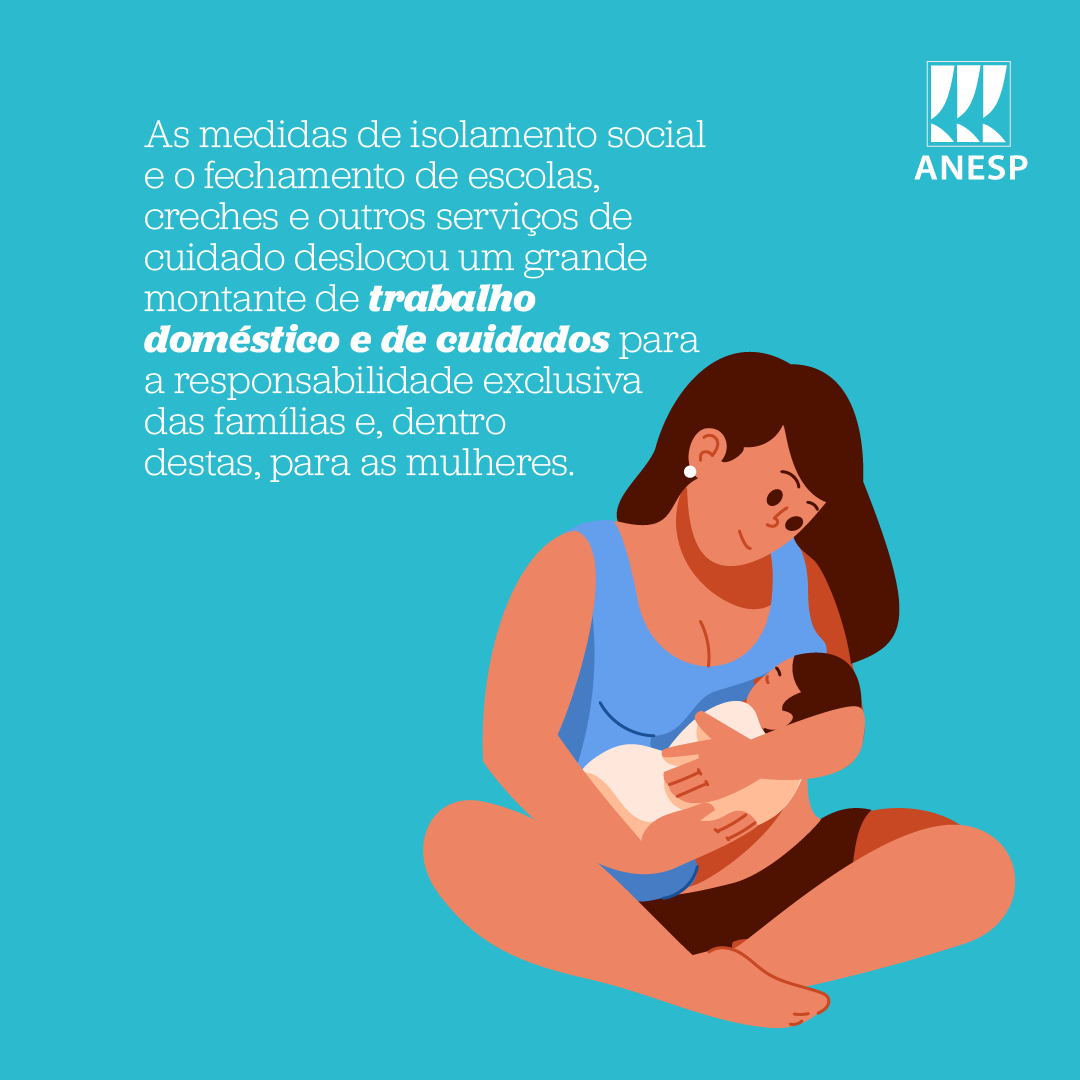 As medidas de isolamento social
e o fechamento de escolas,
creches e outros serviços de
cuidado deslocou um grande
montante de trabalho
doméstico e de cuidados para
a responsabilidade exclusiva
das famílias e, dentro
destas, para as mulheres.
ANESP